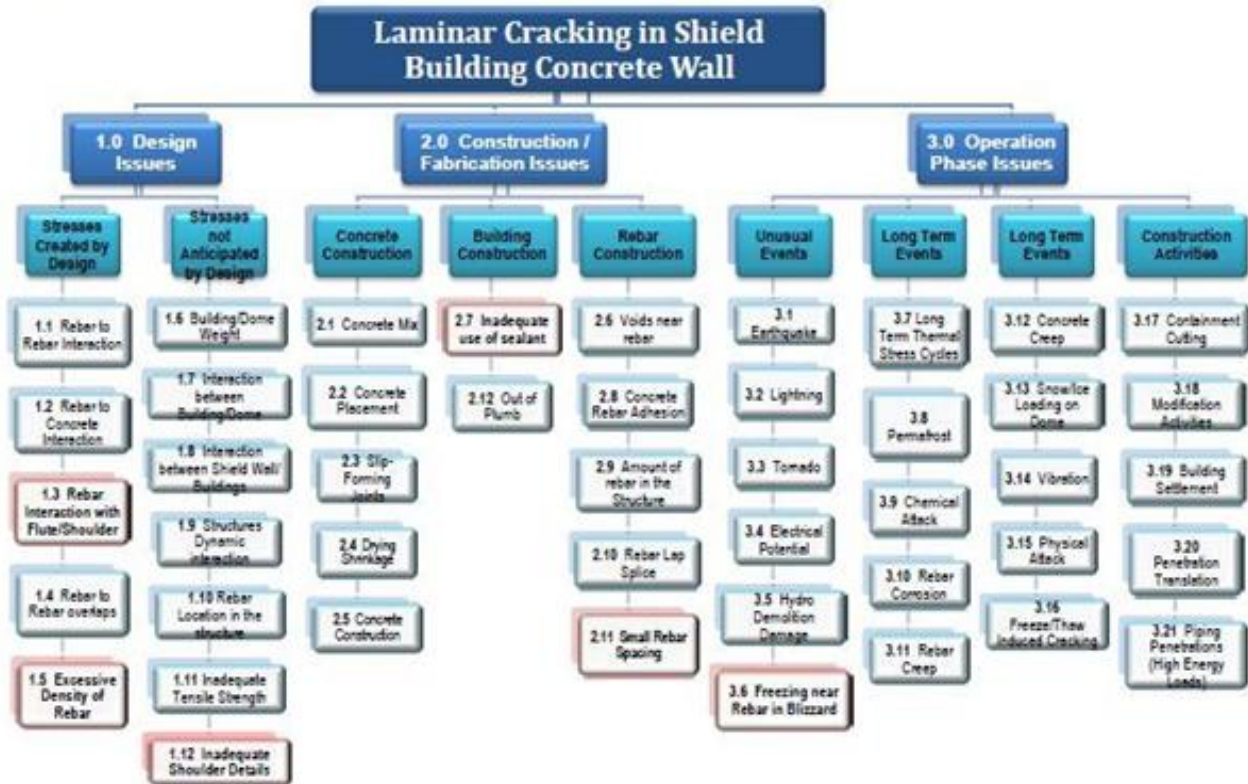 Laminar Cracking in Shield
Building Concrete Wall
1.0 Design
Issues
2.0 Construction /
Fabrication Issues
3.0 Operation
Phase Issues
Stresses
Created by
Design
Stresses
not
Anticipated
by Design
Concrete
Construction
Building
Construction
Rebar
Construction
Unusual
Events
Long Term
Events
Long Term
Events
Construction
Activities
1.1 Rebar to
Rebar Interaction
1.2 Rebar to
Concrete
Interaction
1.3 Rebar
Interaction with
Flute/Shoulder
1.4 Rebar to
Rebar overlaps
1.5 Excessive
Density of
Rebar
1.6 Building/Dome
Weight
1.7 Interaction
between
Building/Dome
1.8 Interaction
between Shield Wall/
Buildings
1.9 Structures
Dynamic interaction
1.10 Rebar
Location in the
structure
1.11 Inadequate
Tensile Strength
1.12 Inadequate
Shoulder Details
2.1 Concrete Mix
2.2 Concrete
Placement
2.3 Slip-
Forming
Joints
2.4 Drying
Shrinkage
2.5 Concrete
Construction
2.7 Inadequate
use of sealant
2.12 Out of
Plumb
2.6 Voids near
rebar
2.8 Concrete
Rebar Adhesion
2.9 Amount of
rebar in the
Structure
2.10 Rebar Lap
Splice
2.11 Small Rebar
Spacing
3.1
Earthquake
3.2 Lightning
3.3 Tornado
3.4 Electrical
Potential
3.5 Hydro
Demolition
Damage
3.6 Freezing near
Rebar in Blizzard
3.7 Long
Term Thermal
Stress Cycles
3.8
Permafrost
3.9 Chemical
Attack
3.10 Rebar
Corrosion
3.11 Rebar
Creep
3.12 Concrete
Creep
3.13 Snow/Ice
Loading on
Dome
3.14 Vibration
3.15 Physical
Attack
3.16
Freeze/Thaw
Induced Cracking
3.17 Containment
Cutting
3.18
Modification
Activities
3.19 Building
Settlement
3.20
Penetration
Translation
3.21 Piping
Penetrations
(High Energy
Loads)